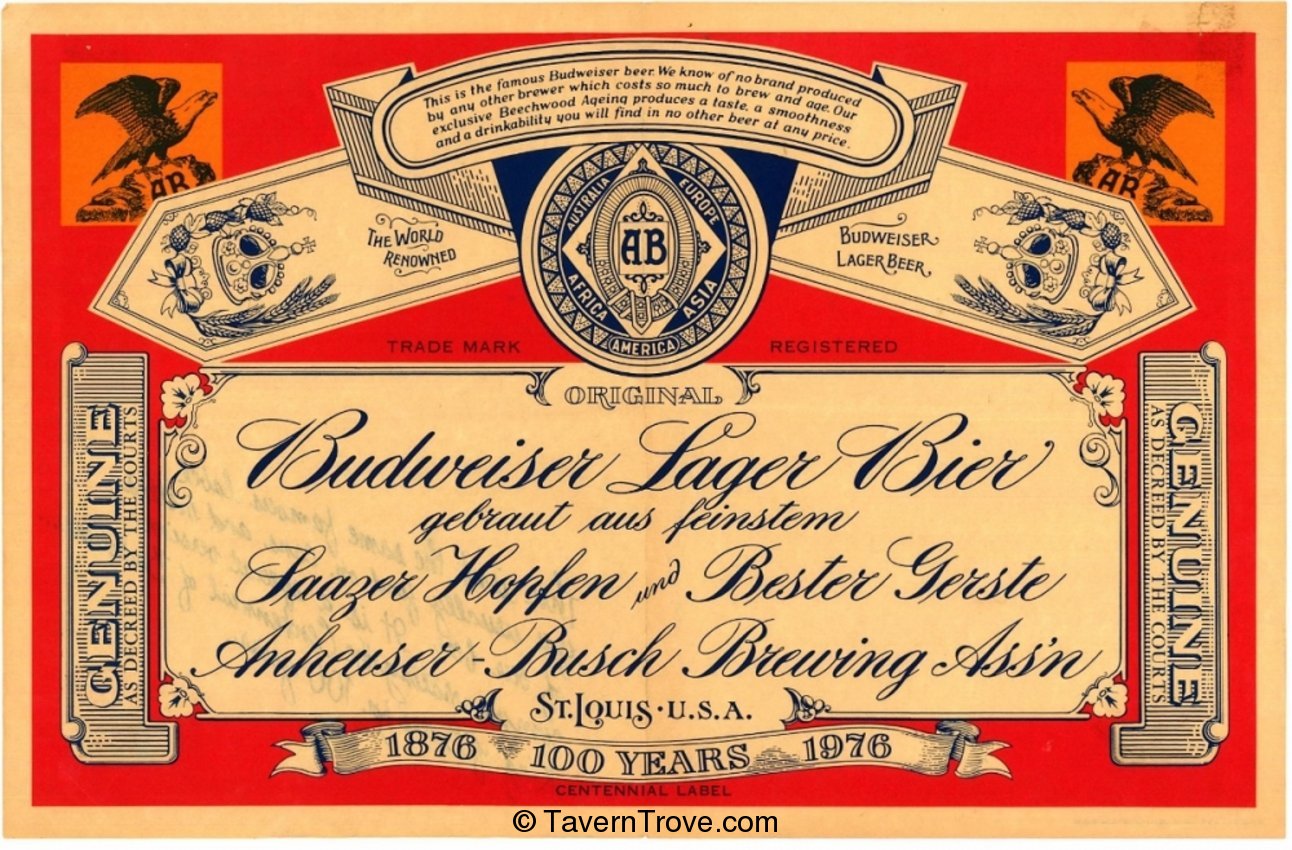 This is the famous Budweiser beer. We know of no brand produced
by any other brewer which costs so much to brew and age. Our
exclusive Beechwood Ageing produces a taste, a smoothness
and a drinkability you will find in no other beer at any price.
AB
AB
THE WORLD
RENOWNED
AUSTRALIA
EUROPE
AB
AFRICA
ASIA
AMERICA
BUDWEISER
LAGER BEER
TRADE MARK
REGISTERED
ORIGINAL
Budweiser Lager Bier
gebraut aus feinstem
Saazer Hopfen und Bester Gerste
Anheuser-Busch Brewing Ass'n
ST. LOUIS · U.S.A.
GENUINE
AS DECREED BY THE COURTS
GENUINE
AS DECREED BY THE COURTS
1876 100 YEARS 1976
CENTENNIAL LABEL
© TavernTrove.com